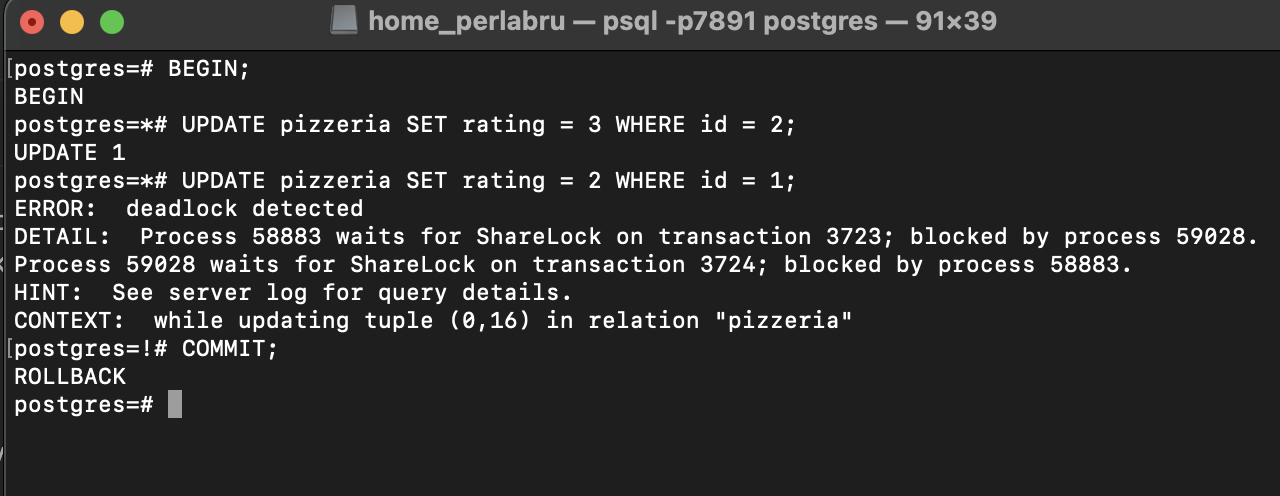 home_perlabru — psql -p7891 postgres — 91×39
[postgres=# BEGIN;
BEGIN
postgres=*# UPDATE pizzeria SET rating = 3 WHERE id = 2;
UPDATE 1
postgres=*# UPDATE pizzeria SET rating = 2 WHERE id = 1;
ERROR:  deadlock detected
DETAIL:  Process 58883 waits for ShareLock on transaction 3723; blocked by process 59028.
Process 59028 waits for ShareLock on transaction 3724; blocked by process 58883.
HINT:  See server log for query details.
CONTEXT:  while updating tuple (0,16) in relation "pizzeria"
[postgres=!# COMMIT;
ROLLBACK
postgres=#